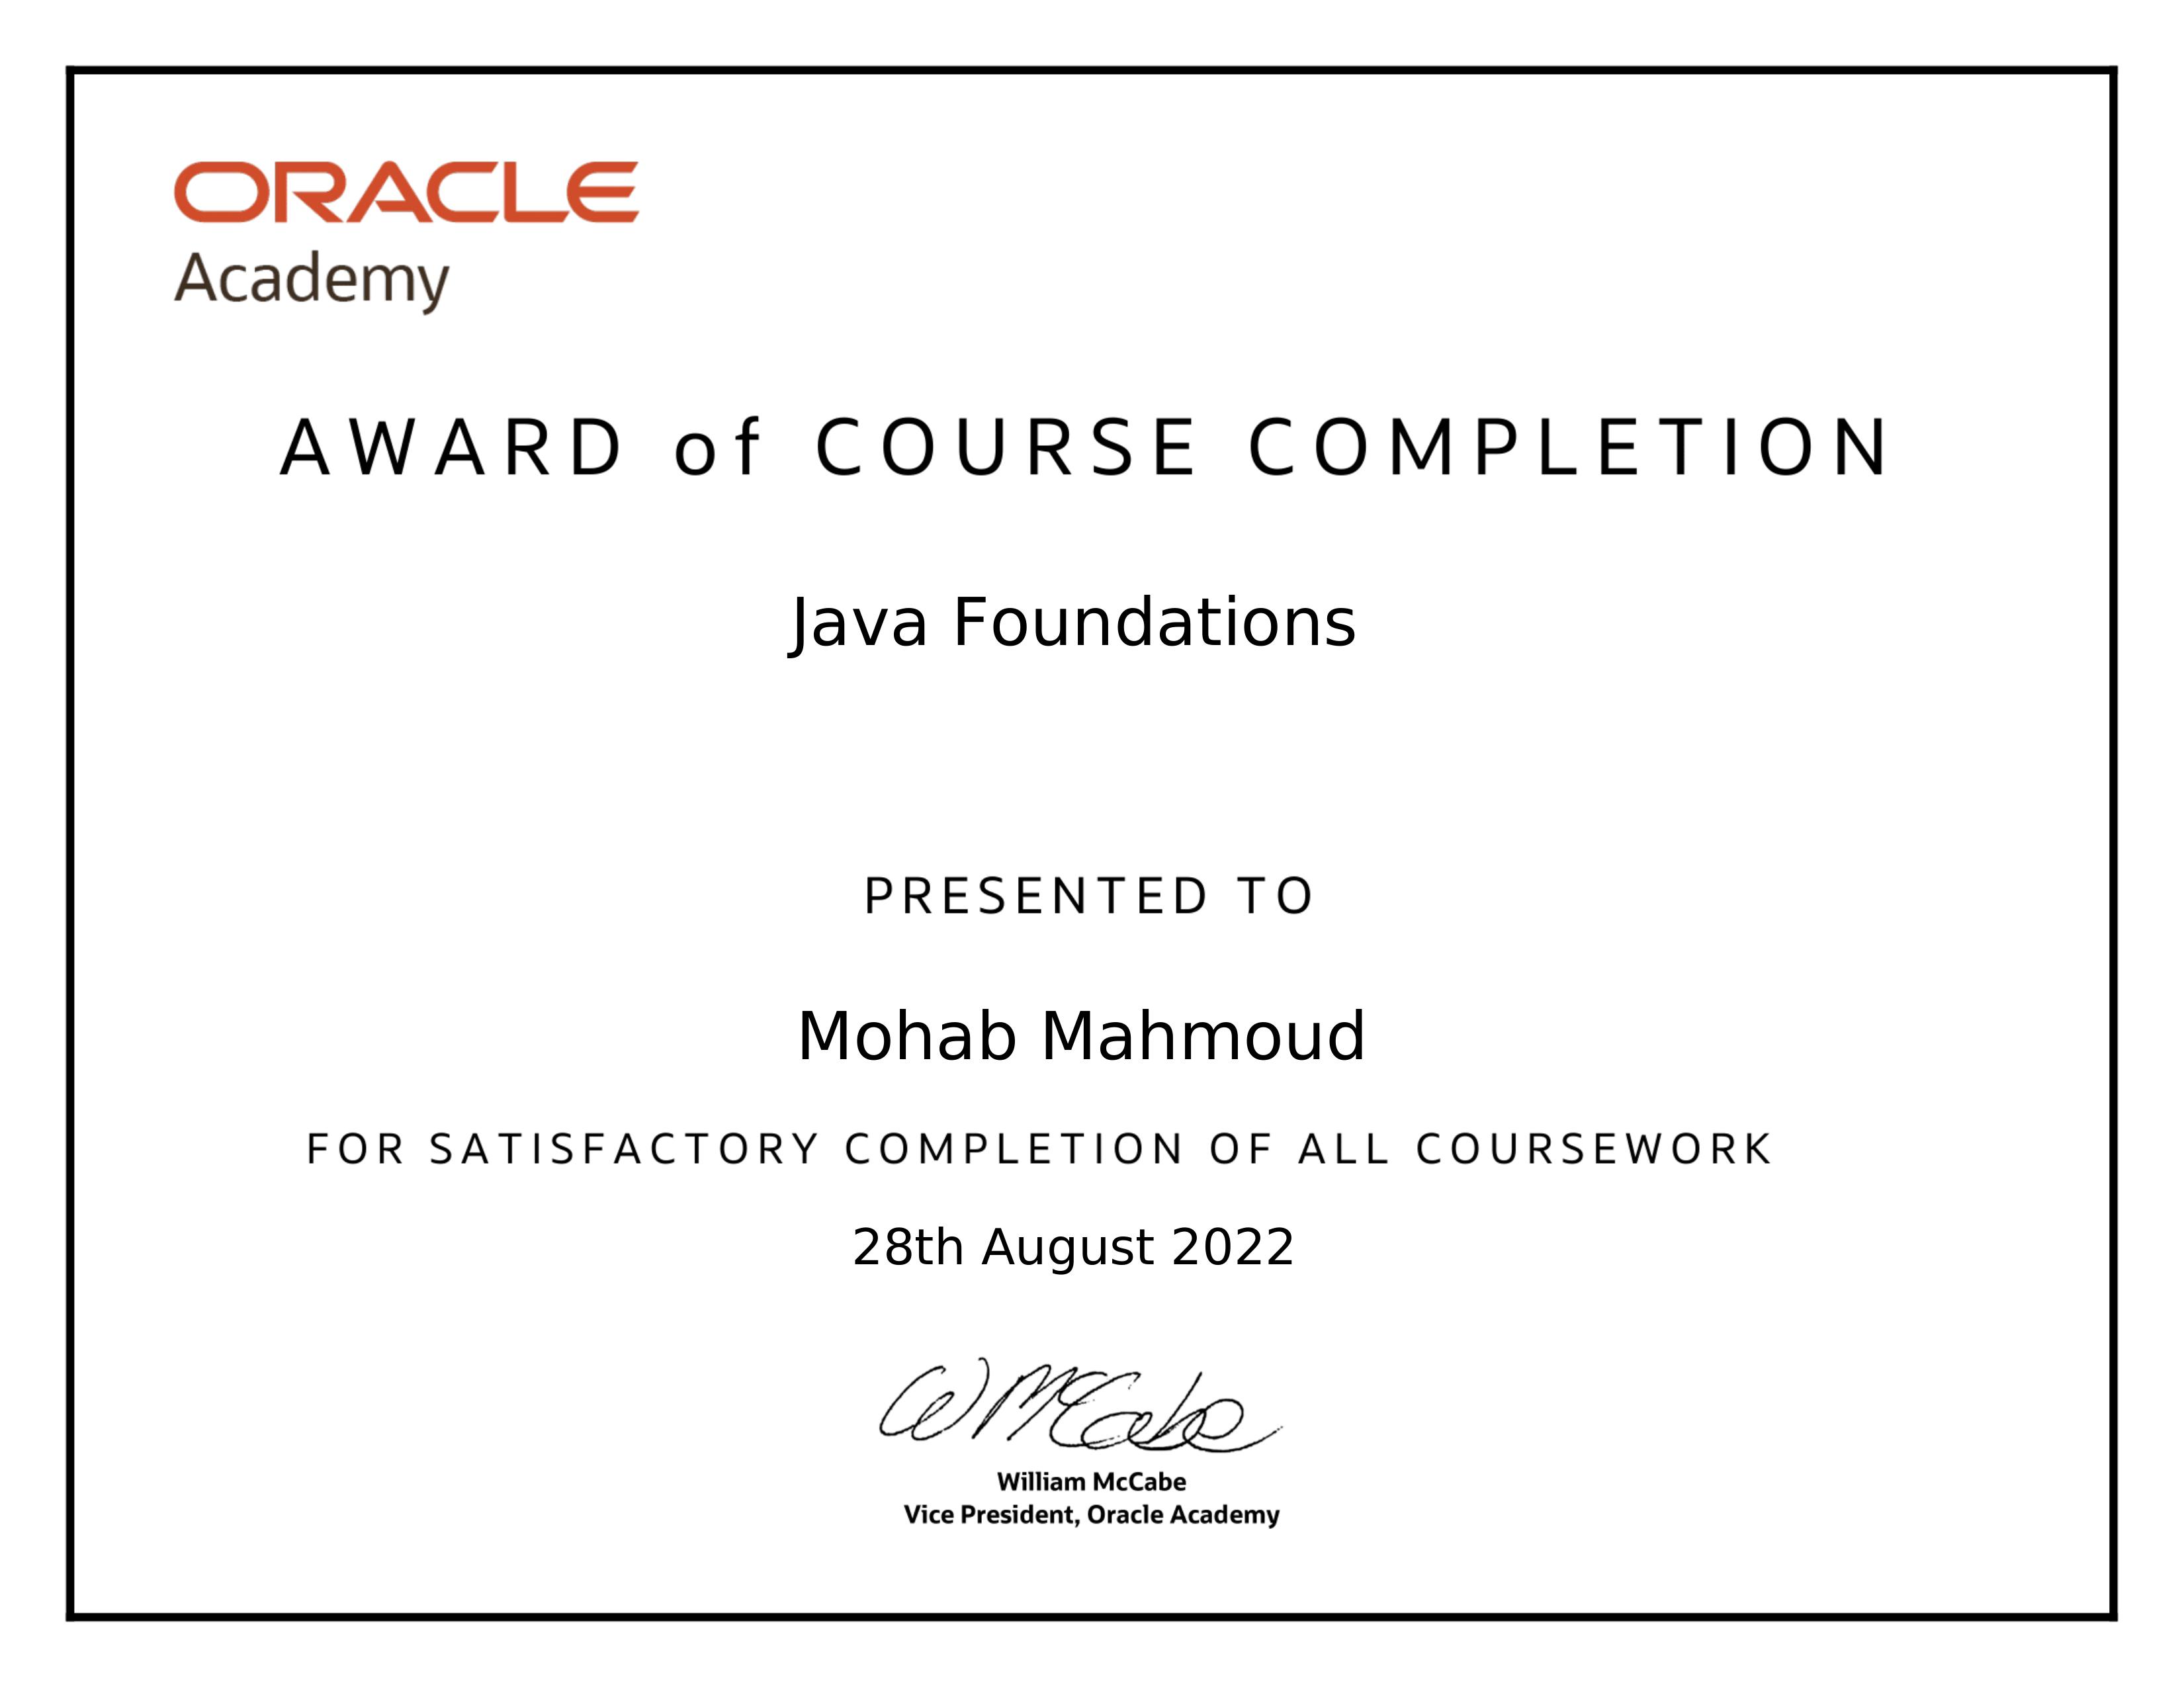 ORACLE
Academy
AWARD of COURSE COMPLETION
Java Foundations
PRESENTED TO
Mohab Mahmoud
FOR SATISFACTORY COMPLETION OF ALL COURSEWORK
28th August 2022
W McCabe
William McCabe
Vice President, Oracle Academy